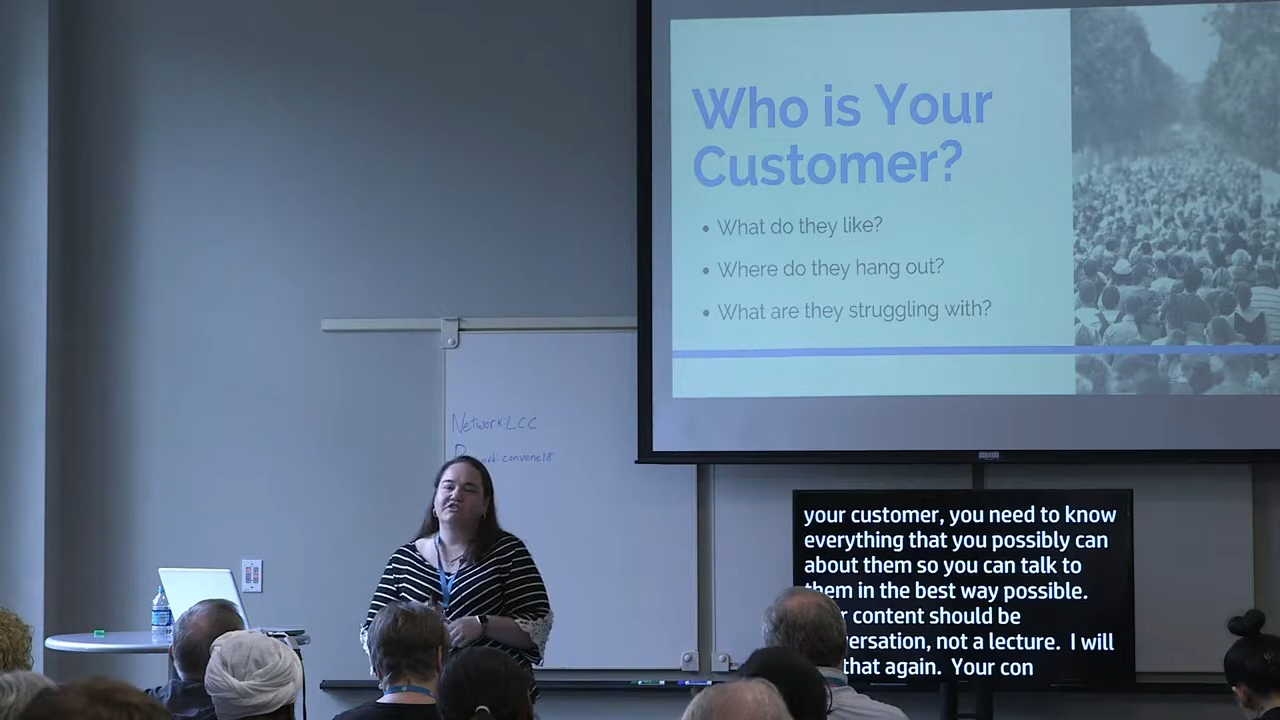 Who is Your
Customer?
• What do they like?
• Where do they hang out?
• What are they struggling with?
Network:LCC
convene18
your customer, you need to know
everything that you possibly can
about them so you can talk to
them in the best way possible.
content should be
not a lecture. I will
that again. Your con